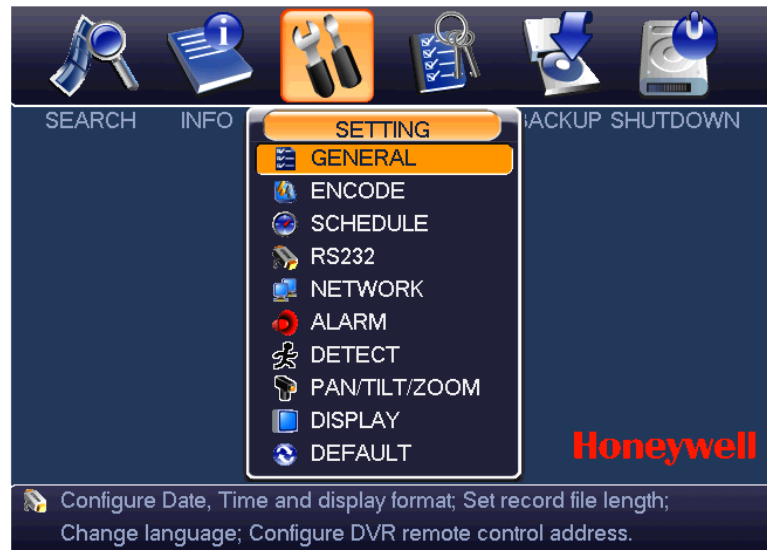 SEARCH INFO ACKUP SHUTDOWN
SETTING
GENERAL
ENCODE
SCHEDULE
RS232
NETWORK
ALARM
DETECT
PAN/TILT/ZOOM
DISPLAY
DEFAULT
Honeywell
Configure Date, Time and display format; Set record file length;
Change language; Configure DVR remote control address.